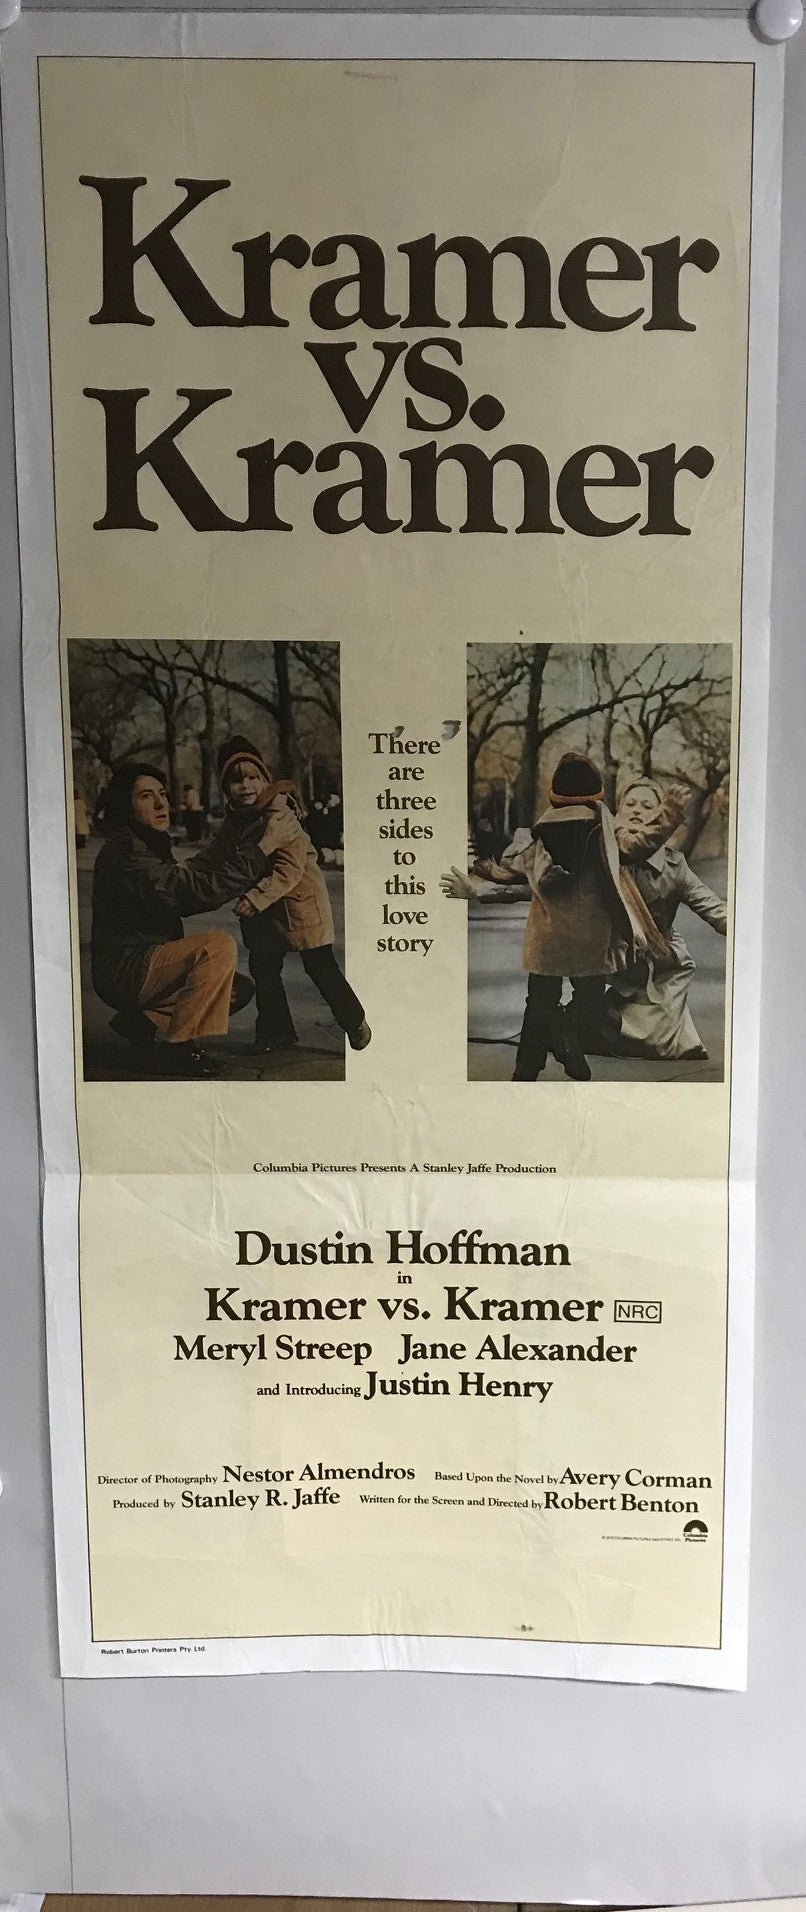 Kramer
vs.
Kramer
There
are
three
sides
to
this
love
story
Columbia Pictures Presents A Stanley Jaffe Production
Dustin Hoffman
in
Kramer vs. Kramer NRC
Meryl Streep Jane Alexander
and Introducing Justin Henry
Director of Photography Nestor Almendros Based Upon the Novel by Avery Corman
Produced by Stanley R. Jaffe Written for the Screen and Directed by Robert Benton
Columbia
Pictures
Robert Burton Printers Pty. Ltd.